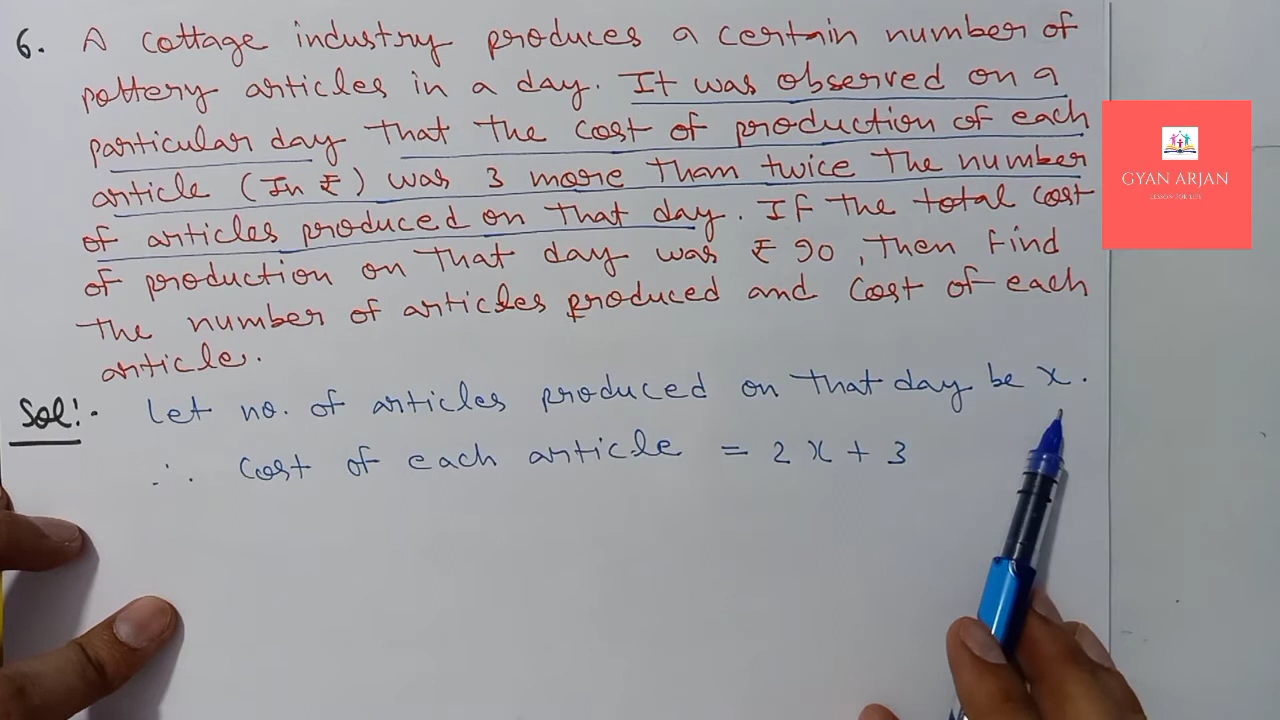 6. A cottage industry produces a certain number of
pottery articles in a day. It was observed on a
particular day that the cost of production of each
article (In ₹) was 3 more than twice the number
of articles produced on that day. If the total cost
of production on that day was ₹ 90, then find
the number of articles produced and cost of each
article.
Sol:- Let no. of articles produced on that day be x.
∴ Cost of each article = 2x + 3
GYAN ARJAN
LESSON FOR LIFE